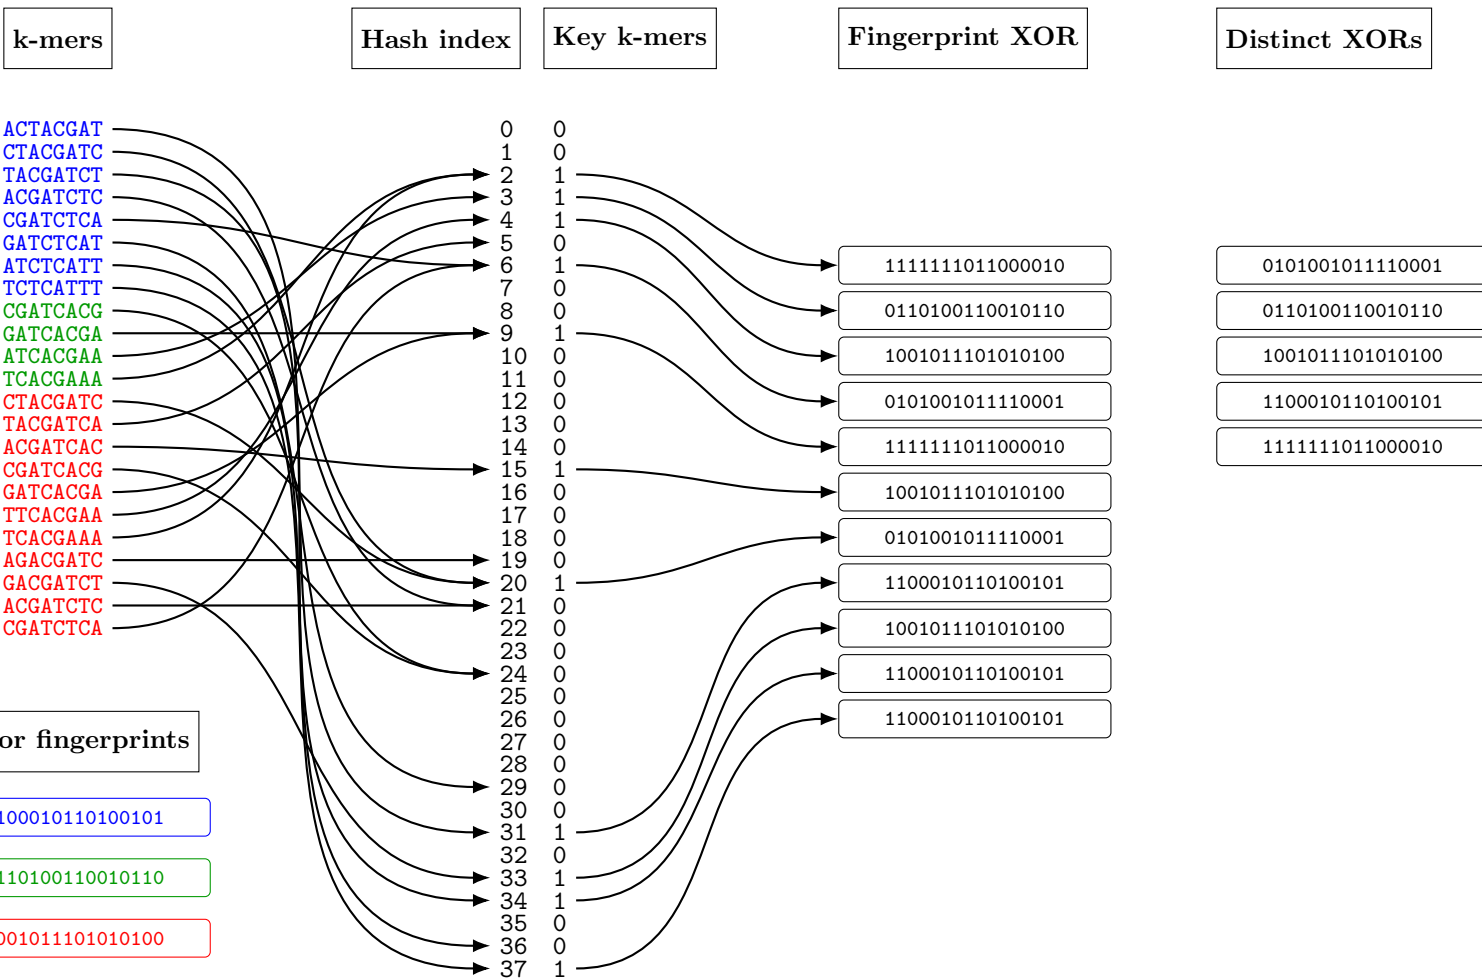 k-mers
ACTACGAT
CTACGATC
TACGATCT
ACGATCTC
CGATCTCA
GATCTCAT
ATCTCATT
TCTCATTT
CGATCACG
GATCACGA
ATCACGAA
TCACGAAA
CTACGATC
TACGATCA
ACGATCAC
CGATCACG
GATCACGA
TTCACGAA
TCACGAAA
AGACGATC
GACGATCT
ACGATCTC
CGATCTCA
or fingerprints
100010110100101
110100110010110
001011101010100
Hash index Key k-mers
0 0
1 0
2 1
3 1
4 1
5 0
6 1
7 0
8 0
9 1
10 0
11 0
12 0
13 0
14 0
15 1
16 0
17 0
18 0
19 0
20 1
21 0
22 0
23 0
24 0
25 0
26 0
27 0
28 0
29 0
30 0
31 1
32 0
33 1
34 1
35 0
36 0
37 1
Fingerprint XOR
1111111011000010
0110100110010110
1001011101010100
0101001011110001
1111111011000010
1001011101010100
0101001011110001
1100010110100101
1001011101010100
1100010110100101
1100010110100101
Distinct XORs
0101001011110001
0110100110010110
1001011101010100
1100010110100101
1111111011000010